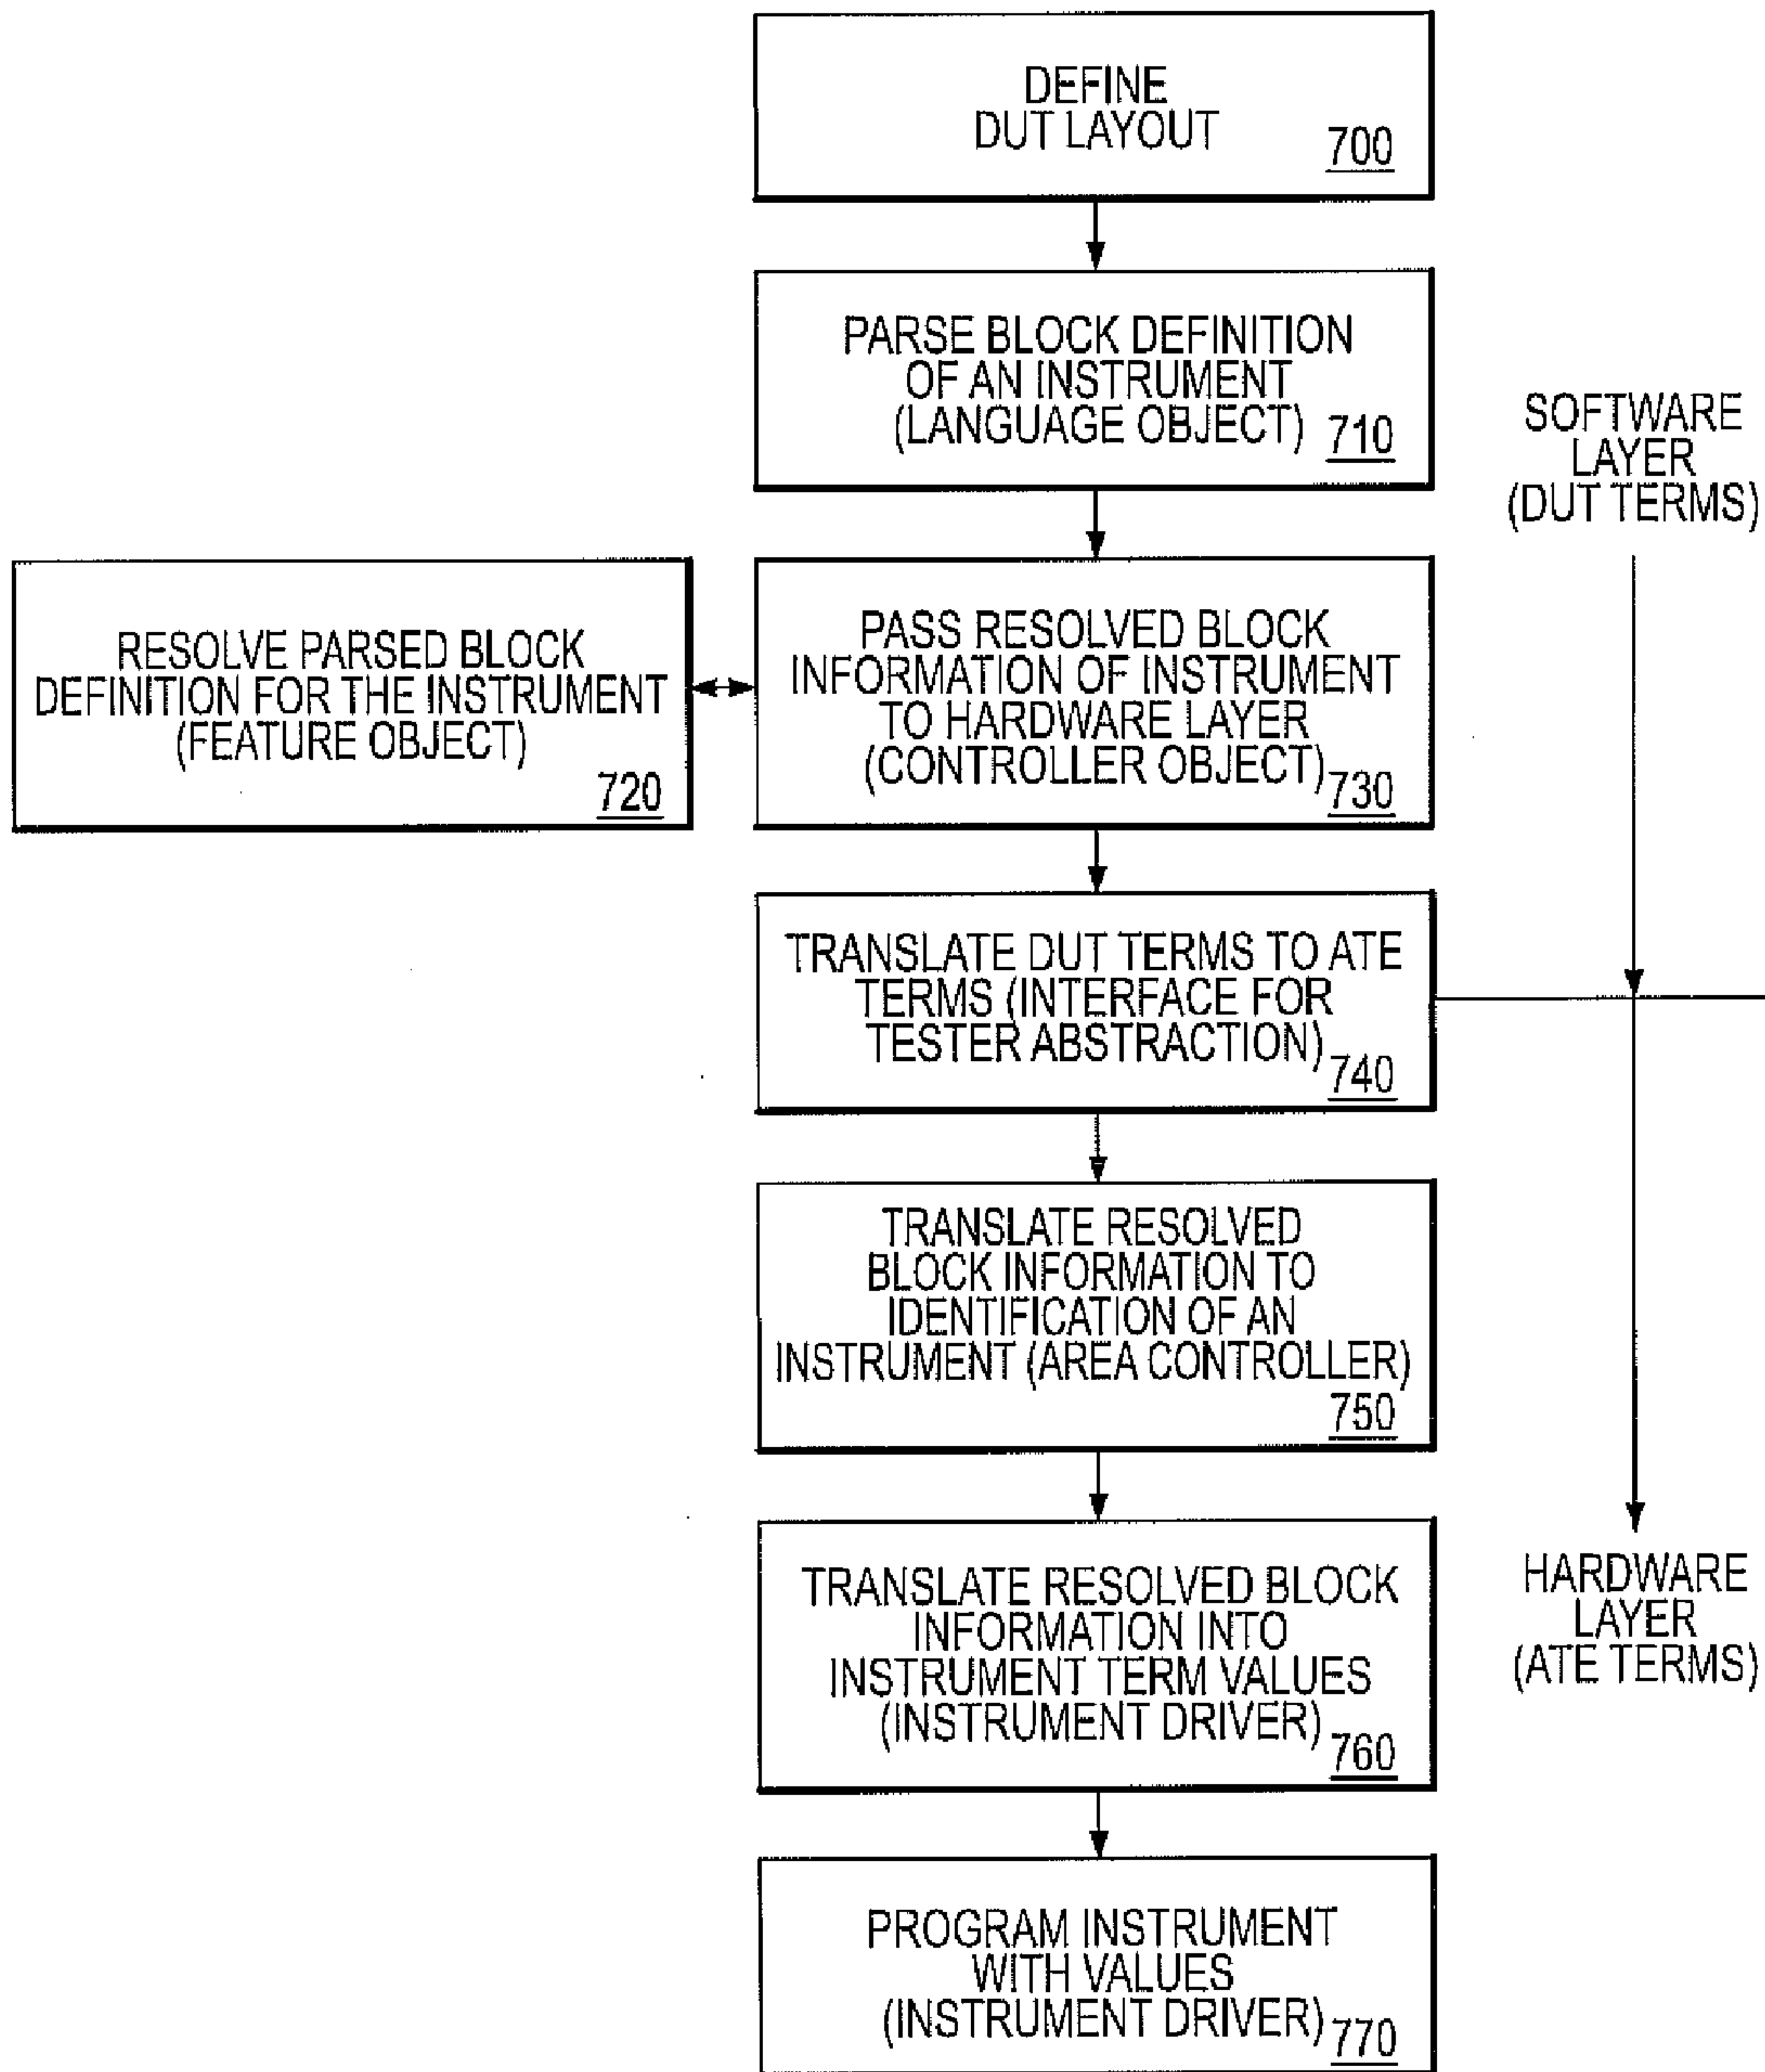 DEFINE
DUT LAYOUT
700
PARSE BLOCK DEFINITION
OF AN INSTRUMENT
(LANGUAGE OBJECT)
710
SOFTWARE
LAYER
(DUT TERMS)
RESOLVE PARSED BLOCK
DEFINITION FOR THE INSTRUMENT
(FEATURE OBJECT)
720
PASS RESOLVED BLOCK
INFORMATION OF INSTRUMENT
TO HARDWARE LAYER
(CONTROLLER OBJECT)
730
TRANSLATE DUT TERMS TO ATE
TERMS (INTERFACE FOR
TESTER ABSTRACTION)
740
TRANSLATE RESOLVED
BLOCK INFORMATION TO
IDENTIFICATION OF AN
INSTRUMENT (AREA CONTROLLER)
750
TRANSLATE RESOLVED BLOCK
INFORMATION INTO
INSTRUMENT TERM VALUES
(INSTRUMENT DRIVER)
760
HARDWARE
LAYER
(ATE TERMS)
PROGRAM INSTRUMENT
WITH VALUES
(INSTRUMENT DRIVER)
770